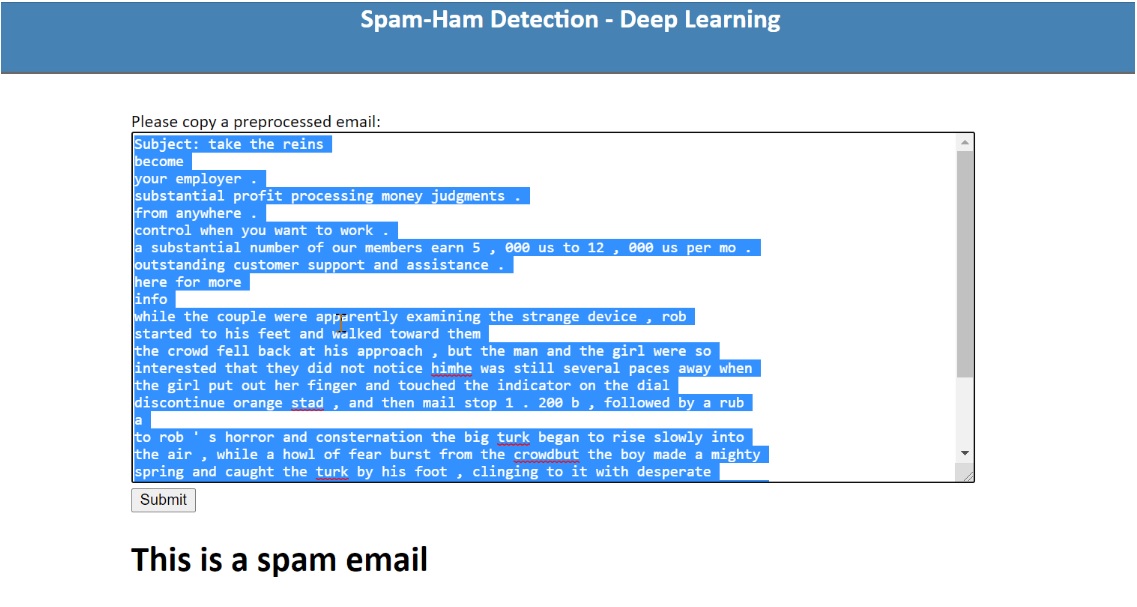 Spam-Ham Detection - Deep Learning
Please copy a preprocessed email:
Subject: take the reins
become
your employer .
substantial profit processing money judgments .
from anywhere .
control when you want to work .
a substantial number of our members earn 5 , 000 us to 12 , 000 us per mo .
outstanding customer support and assistance .
here for more
info
while the couple were apparently examining the strange device , rob
started to his feet and walked toward them
the crowd fell back at his approach , but the man and the girl were so
interested that they did not notice himhe was still several paces away when
the girl put out her finger and touched the indicator on the dial
discontinue orange stad , and then mail stop 1 . 200 b , followed by a rub
a
to rob ' s horror and consternation the big turk began to rise slowly into
the air , while a howl of fear burst from the crowdbut the boy made a mighty
spring and caught the turk by his foot , clinging to it with desperate
Submit
This is a spam email